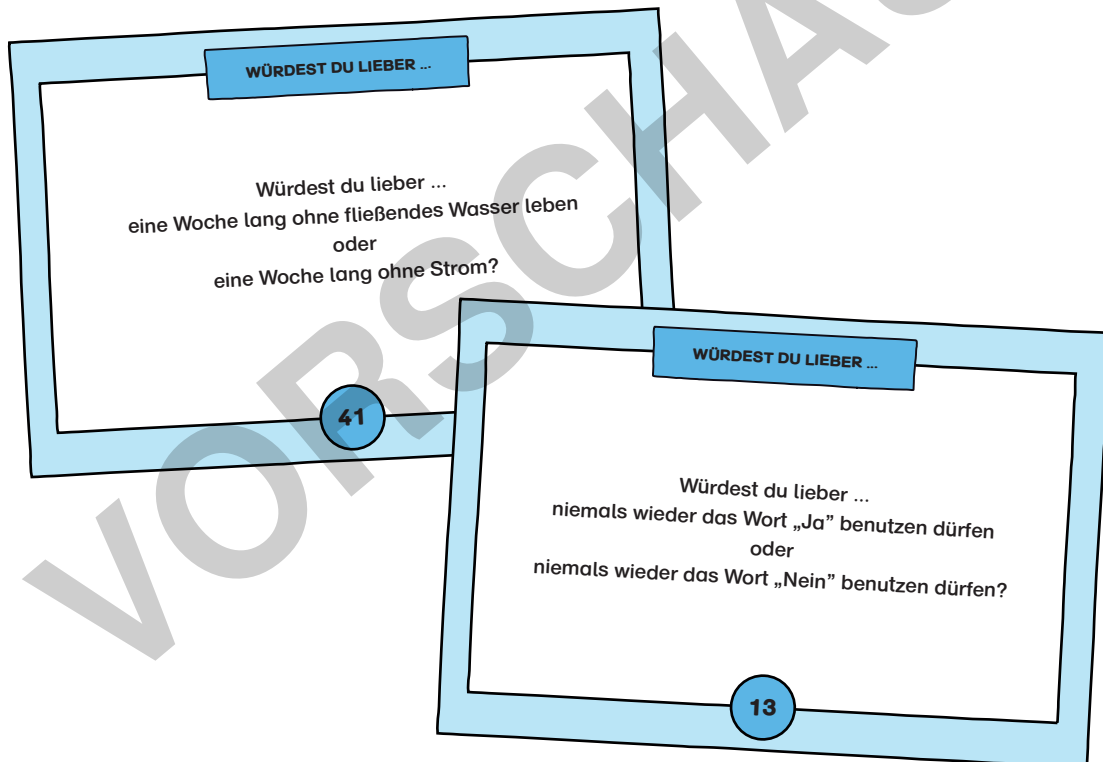 WÜRDEST DU LIEBER ...
Würdest du lieber ...
eine Woche lang ohne fließendes Wasser leben
oder
eine Woche lang ohne Strom?
41
WÜRDEST DU LIEBER ...
Würdest du lieber ...
niemals wieder das Wort „Ja” benutzen dürfen
oder
niemals wieder das Wort „Nein” benutzen dürfen?
13